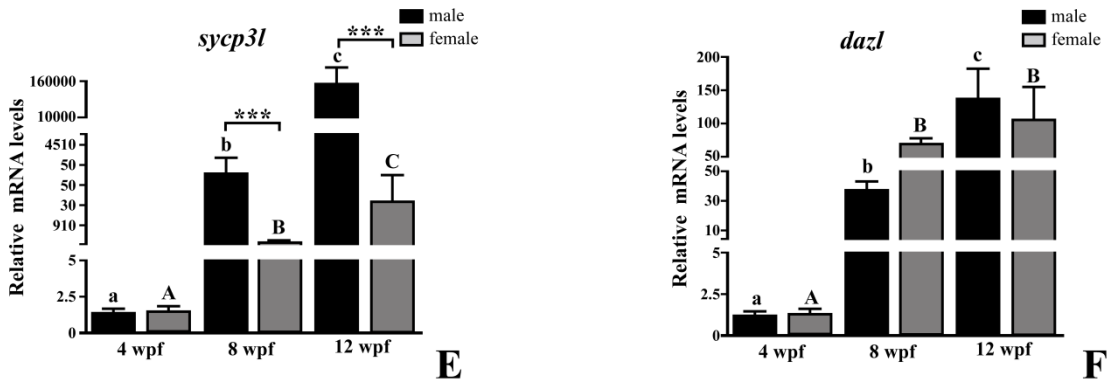 male
female
sycp3l
***
***
c
b
C
B
a
A
Relative mRNA levels
160000
10000
4510
50
50
30
910
5
2.5
0
4 wpf
8 wpf
12 wpf
E
male
female
dazl
c
B
B
b
a
A
Relative mRNA levels
200
150
100
50
50
30
10
5
2.5
0
4 wpf
8 wpf
12 wpf
F